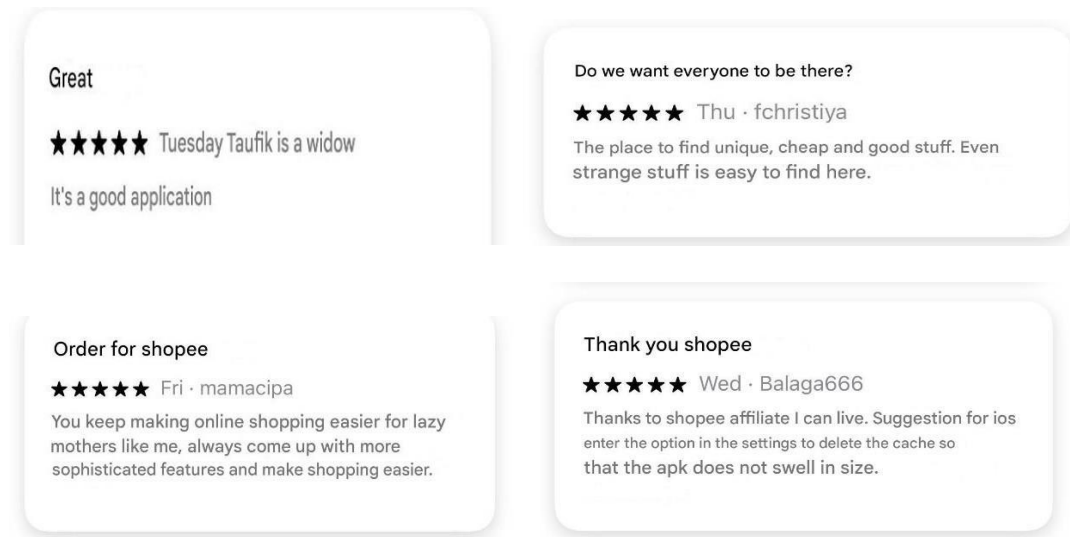 Great
★★★★★ Tuesday Taufik is a widow
It's a good application
Do we want everyone to be there?
★★★★★ Thu · fchristiya
The place to find unique, cheap and good stuff. Even
strange stuff is easy to find here.
Order for shopee
★★★★★ Fri · mamacipa
You keep making online shopping easier for lazy
mothers like me, always come up with more
sophisticated features and make shopping easier.
Thank you shopee
★★★★★ Wed · Balaga666
Thanks to shopee affiliate I can live. Suggestion for ios
enter the option in the settings to delete the cache so
that the apk does not swell in size.